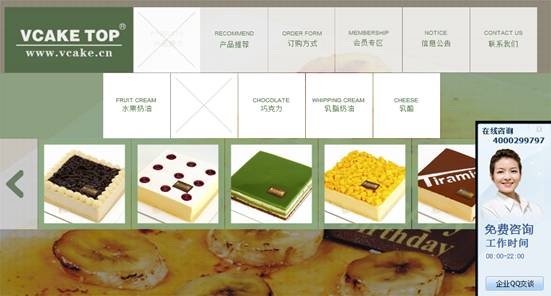 VCAKE TOP®
www.vcake.cn
RECOMMEND
产品推荐
ORDER FORM
订购方式
MEMBERSHIP
会员专区
NOTICE
信息公告
CONTACT US
联系我们
FRUIT CREAM
水果奶油
CHOCOLATE
巧克力
WHIPPING CREAM
乳脂奶油
CHEESE
乳酪
Tiramis
Birthday
在线咨询
4000299797
免费咨询
工作时间
08:00-22:00
企业QQ交谈